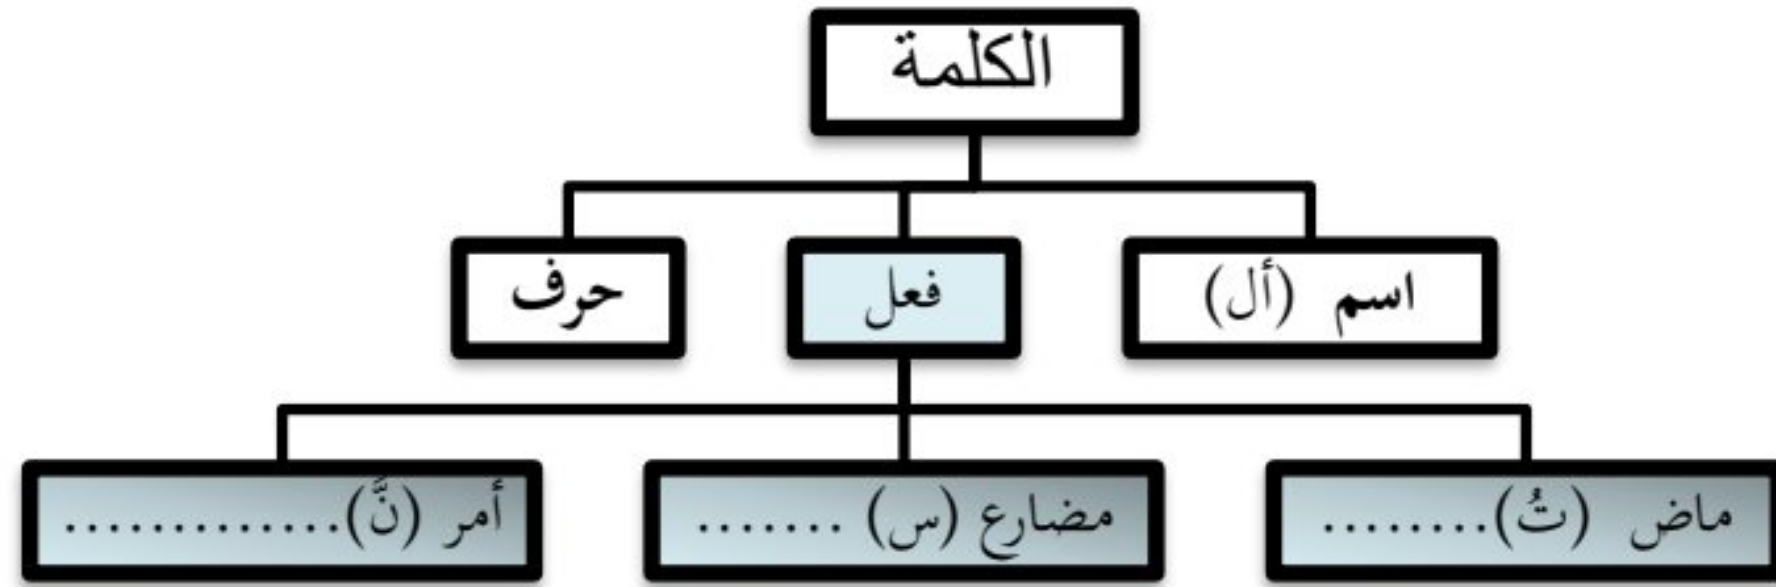 الكلمة
اسم (أل)
فعل
حرف
ماض (تُ)........
مضارع (س) .......
أمر (نَّ).............